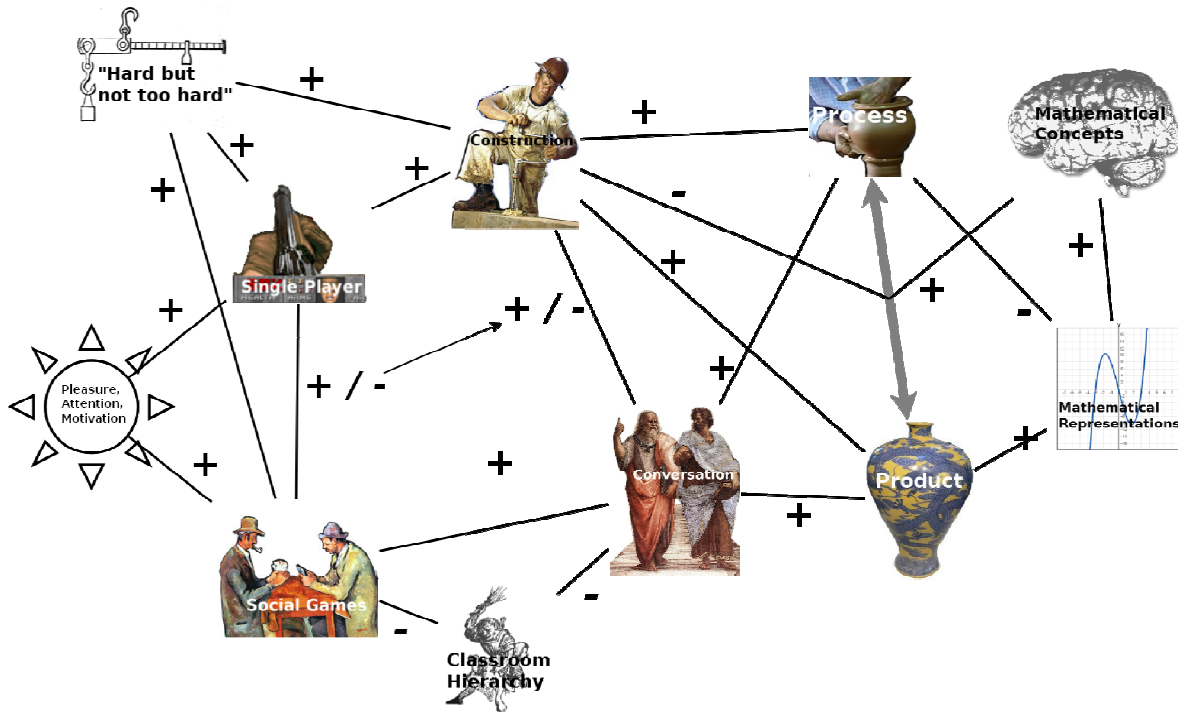 "Hard but
not too hard"
+
+
+
Construction
+
Process
Mathematical
Concepts
+
-
+
+
Single Player
+
+ / -
+
-
+ / -
+
Pleasure,
Attention,
Motivation
Mathematical
Representations
+
+
+
Conversation
Product
+
-
Social Games
-
Classroom
Hierarchy